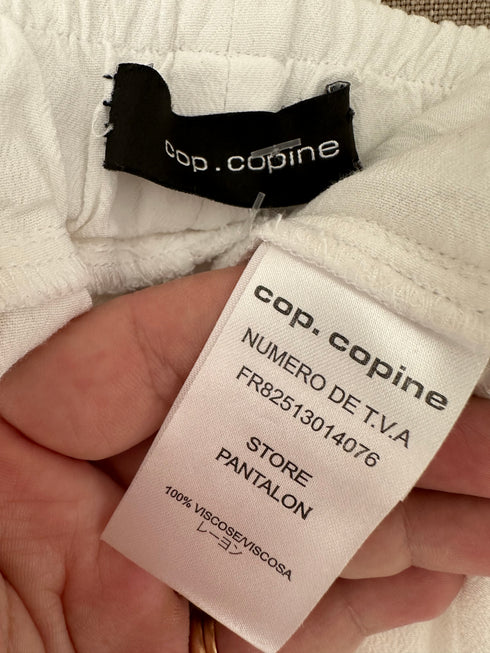 cop.copine
cop. copine
NUMERO DE T.V.A
FR82513014076
STORE
PANTALON
100% VISCOSE/VISCOSA
レーヨン